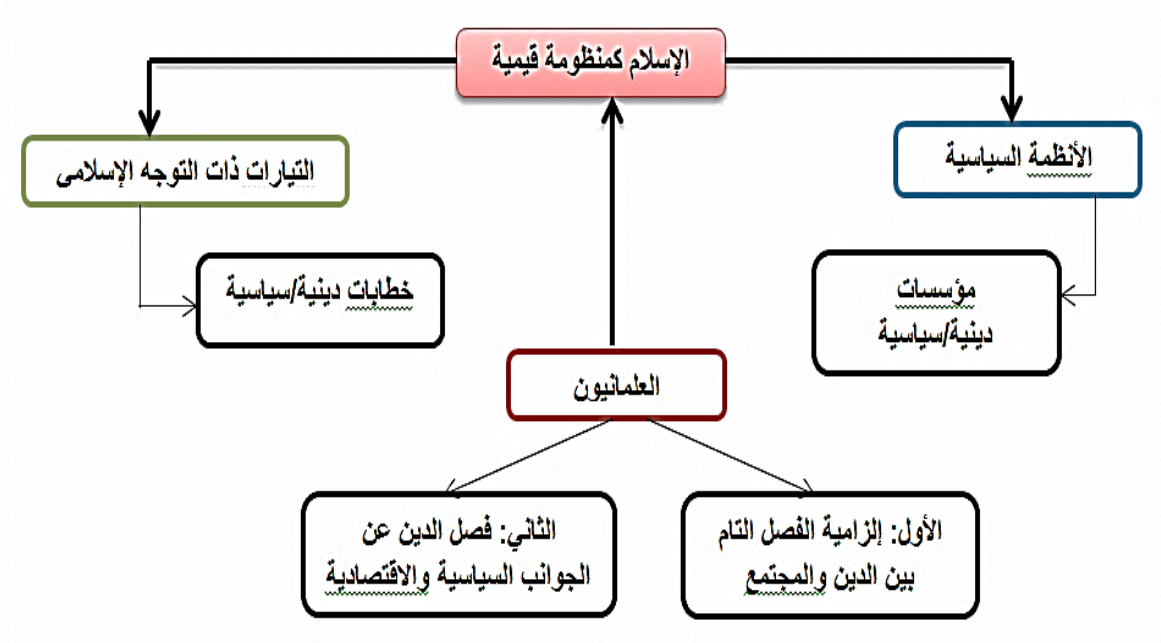 الإسلام كمنظومة قيمية
الأنظمة السياسية
التيارات ذات التوجه الإسلامى
مؤسسات
دينية/سياسية
خطابات دينية/سياسية
العلمانيون
الأول: إلزامية الفصل التام
بين الدين والمجتمع
الثاني: فصل الدين عن
الجوانب السياسية والاقتصادية